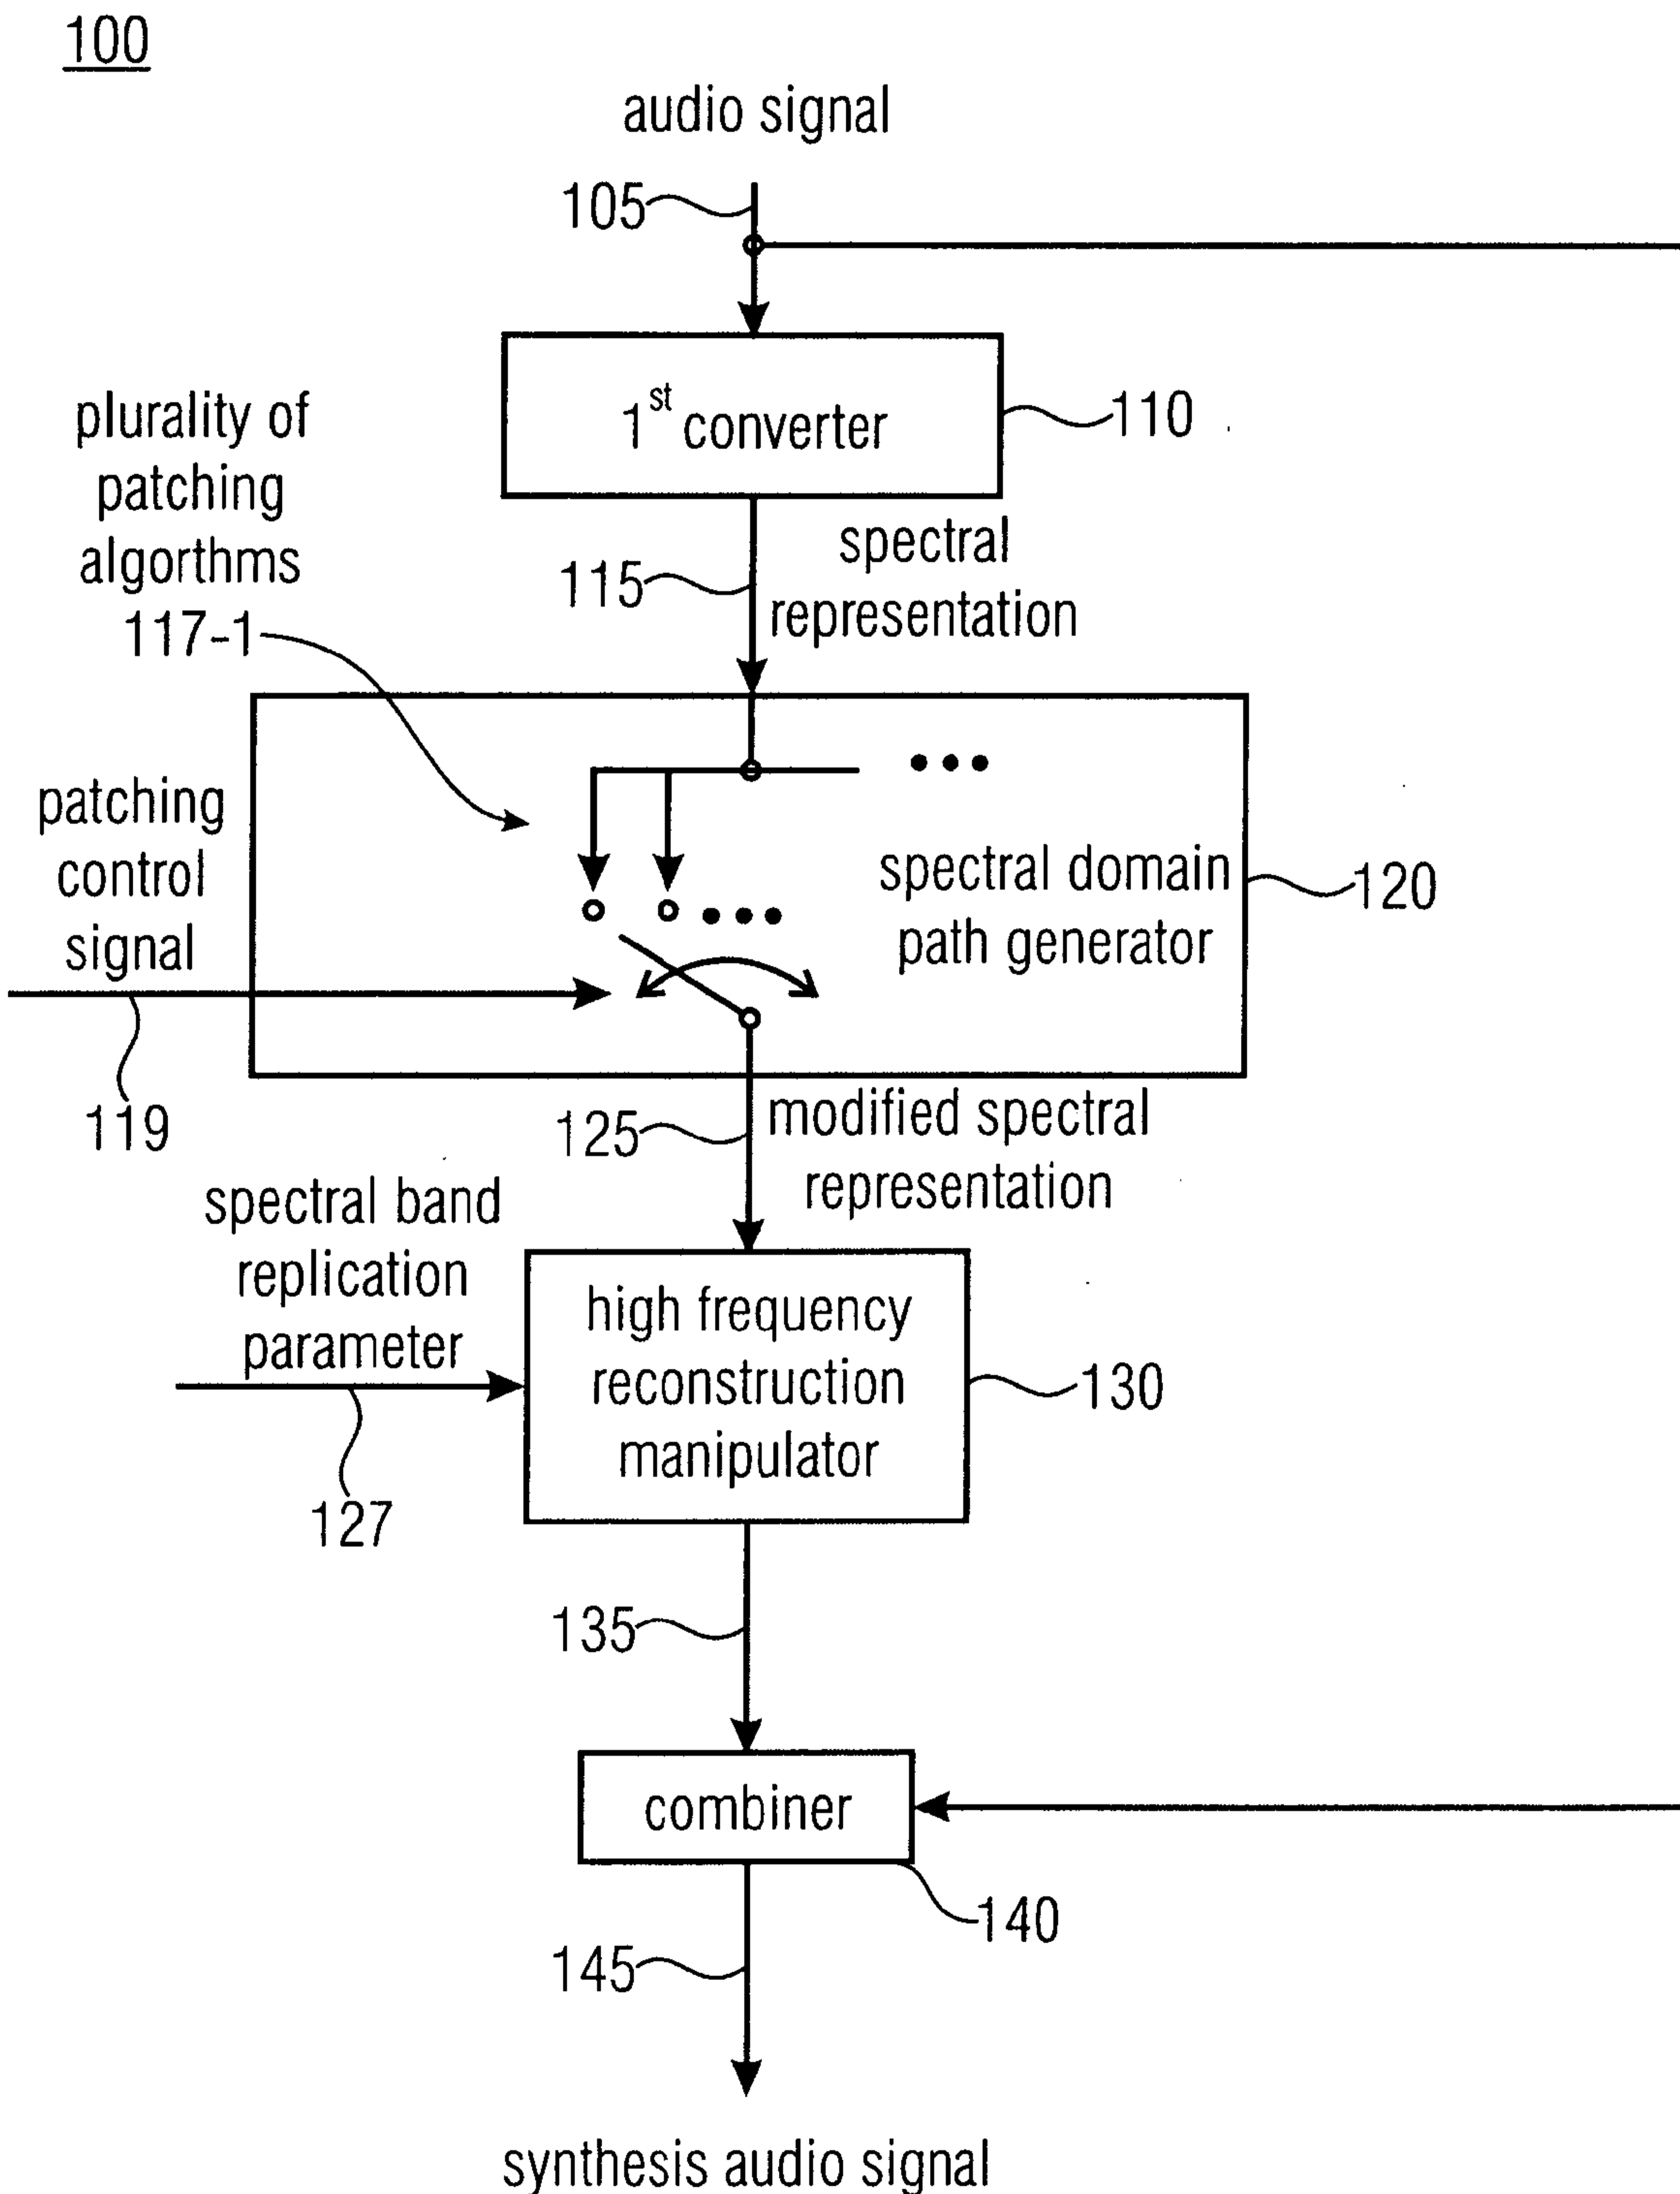 100
audio signal
105
1st converter
110
plurality of
patching
algorthms
117-1
115
spectral
representation
patching
control
signal
119
spectral domain
path generator
120
125
modified spectral
representation
spectral band
replication
parameter
127
high frequency
reconstruction
manipulator
130
135
combiner
140
145
synthesis audio signal